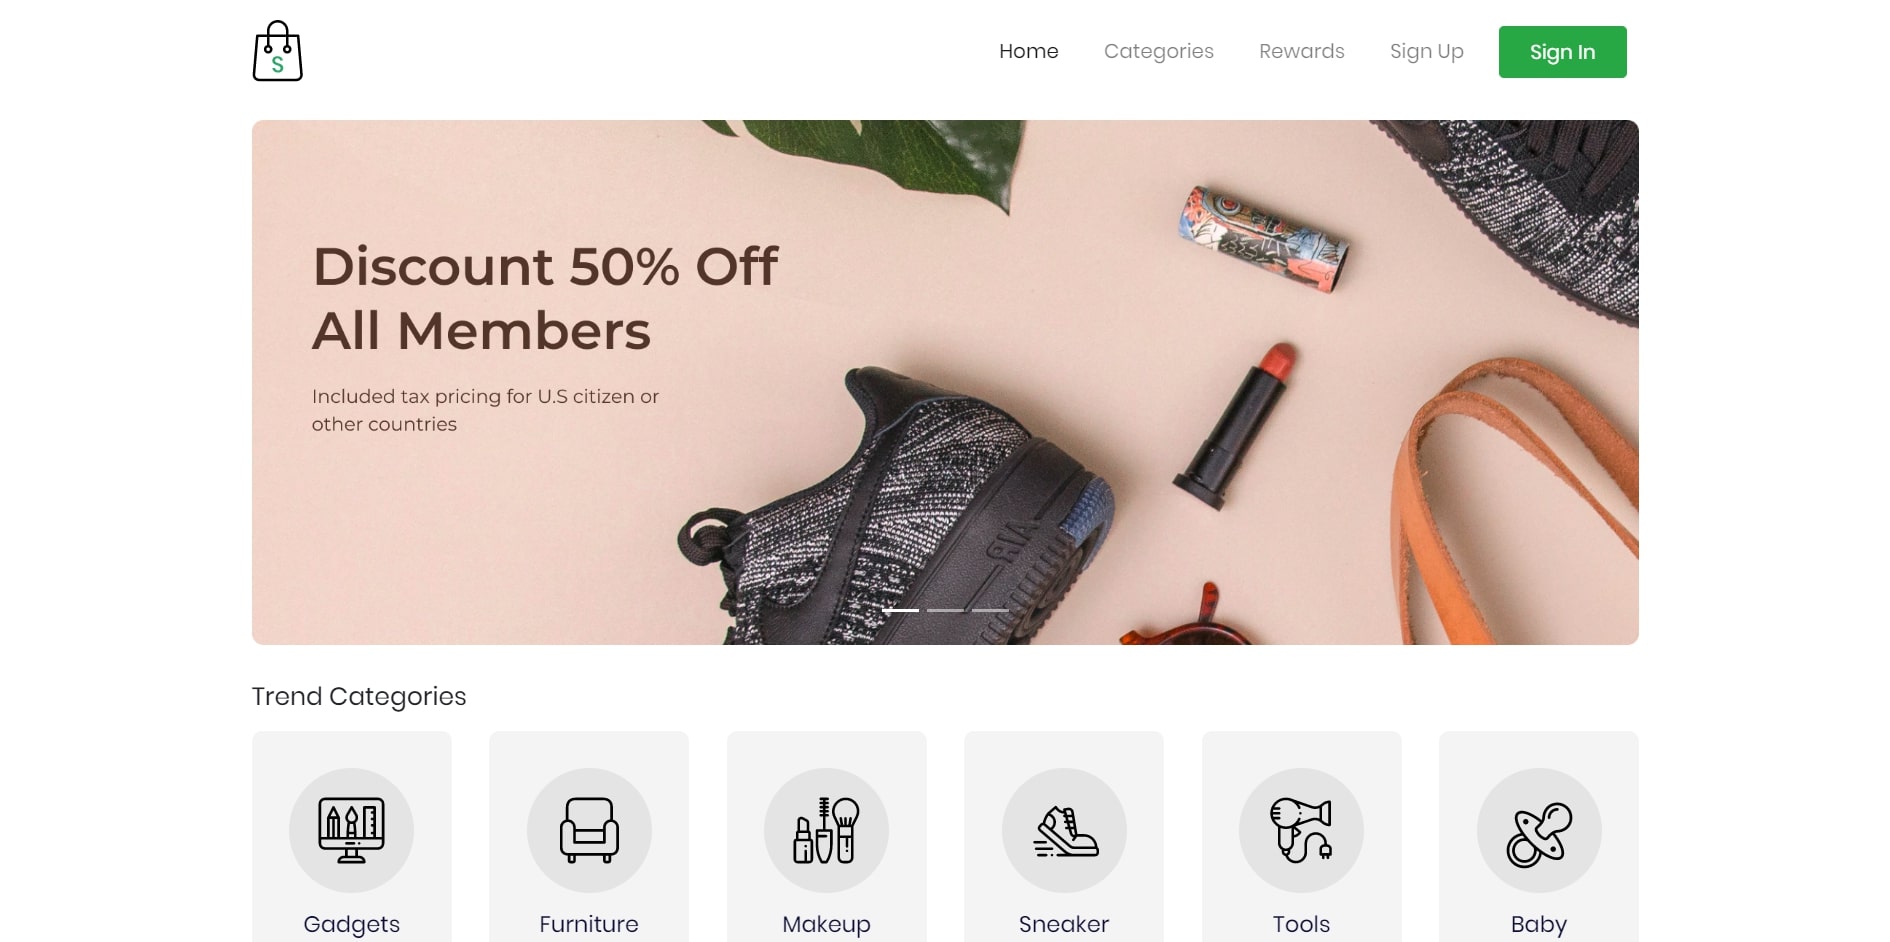 S
Home Categories Rewards Sign Up Sign In
Discount 50% Off
All Members
Included tax pricing for U.S citizen or
other countries
AIR
Trend Categories
Gadgets Furniture Makeup Sneaker Tools Baby